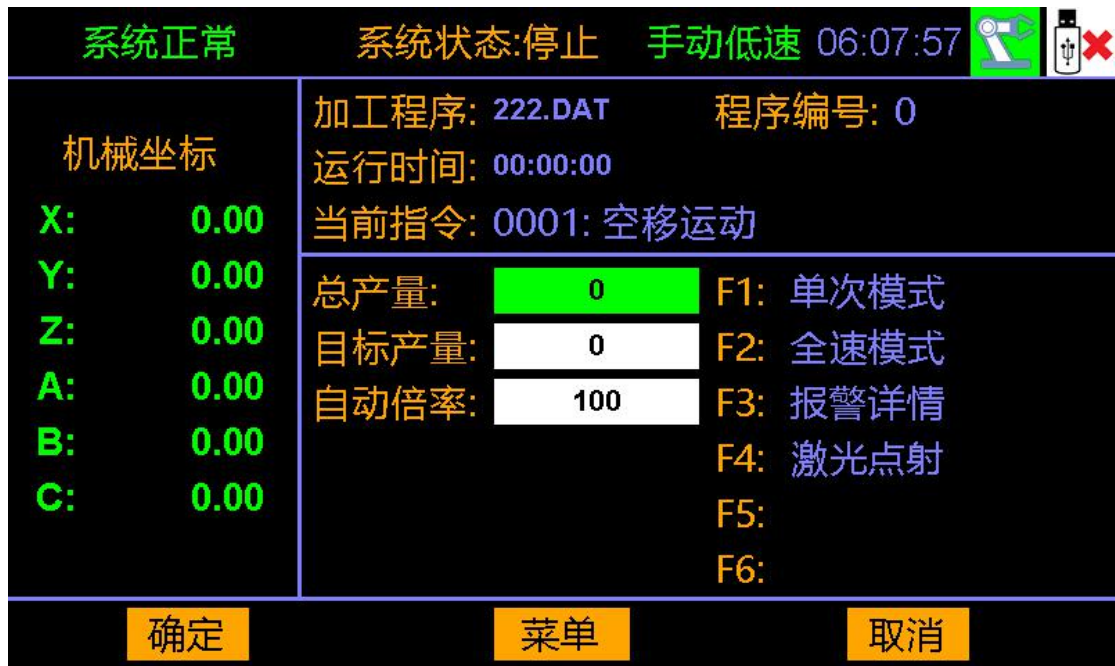 系统正常 系统状态:停止 手动低速 06:07:57
机械坐标
X: 0.00
Y: 0.00
Z: 0.00
A: 0.00
B: 0.00
C: 0.00
加工程序: 222.DAT 程序编号: 0
运行时间: 00:00:00
当前指令: 0001: 空移运动
总产量: 0
目标产量: 0
自动倍率: 100
F1: 单次模式
F2: 全速模式
F3: 报警详情
F4: 激光点射
F5:
F6:
确定 菜单 取消